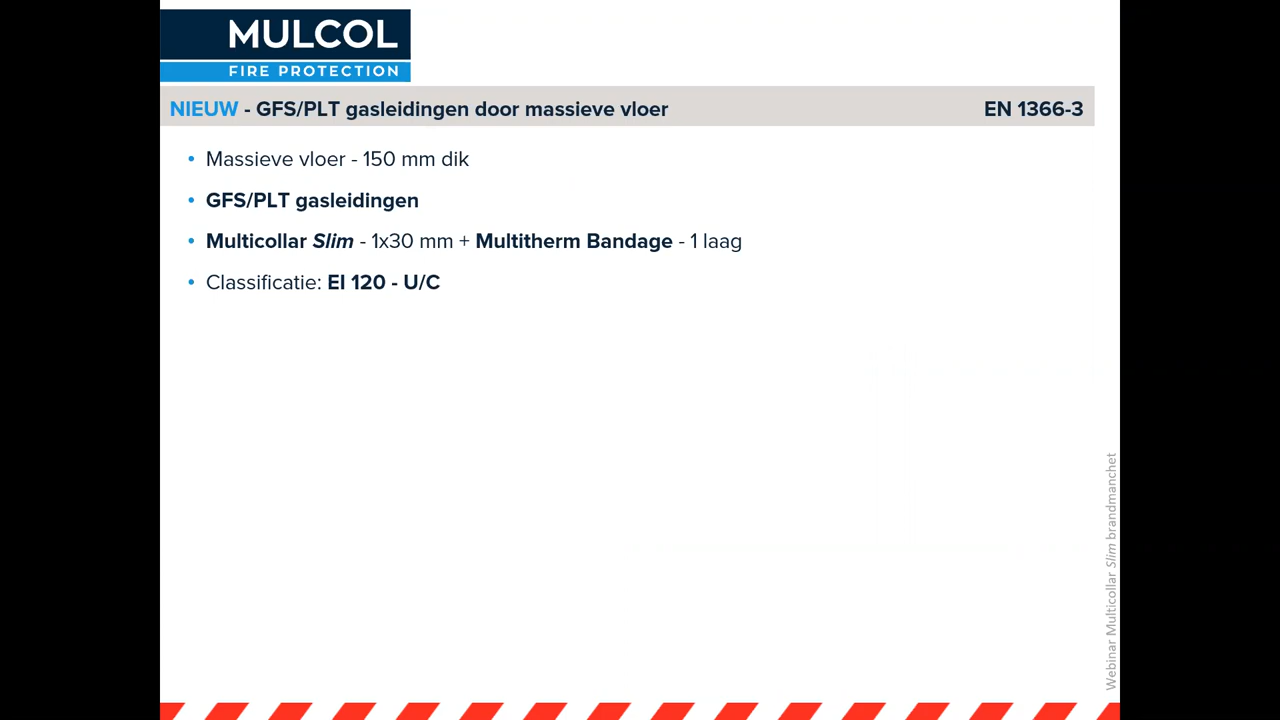 MULCOL
FIRE PROTECTION
NIEUW - GFS/PLT gasleidingen door massieve vloer EN 1366-3
• Massieve vloer - 150 mm dik
• GFS/PLT gasleidingen
• Multicollar Slim - 1x30 mm + Multitherm Bandage - 1 laag
• Classificatie: EI 120 - U/C
Webinar Multicollar Slim brandmanchet